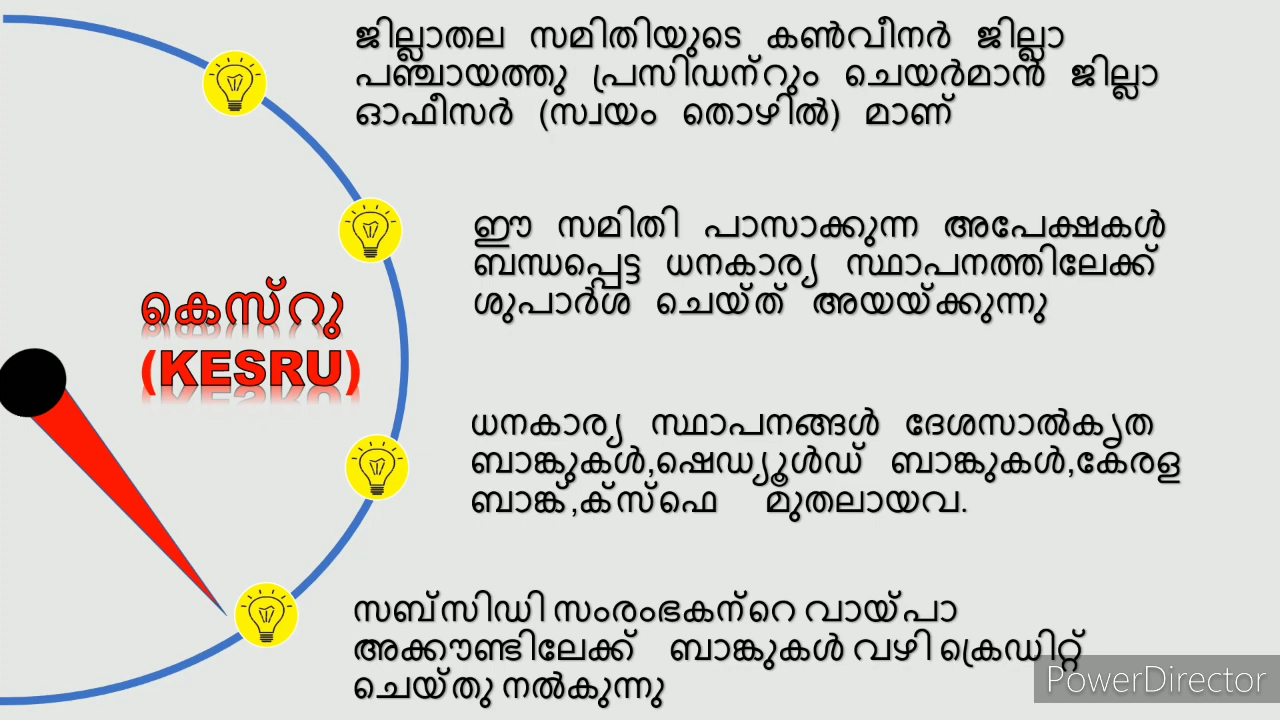 ജില്ലാതല സമിതിയുടെ കൺവീനർ ജില്ലാ
പഞ്ചായത്തു പ്രസിഡന്റും ചെയർമാൻ ജില്ലാ
ഓഫീസർ (സ്വയം തൊഴിൽ) മാണ്
ഈ സമിതി പാസാക്കുന്ന അപേക്ഷകൾ
ബന്ധപ്പെട്ട ധനകാര്യ സ്ഥാപനത്തിലേക്ക്
ശുപാർശ ചെയ്ത് അയയ്ക്കുന്നു
കെസ്റു
(KESRU)
ധനകാര്യ സ്ഥാപനങ്ങൾ ദേശസാൽകൃത
ബാങ്കുകൾ,ഷെഡ്യൂൾഡ് ബാങ്കുകൾ,കേരള
ബാങ്ക്,ക്സ്ഫെ മുതലായവ.
സബ്സിഡി സംരംഭകന്റെ വായ്പാ
അക്കൗണ്ടിലേക്ക് ബാങ്കുകൾ വഴി ക്രെഡിറ്റ്
ചെയ്തു നൽകുന്നു
PowerDirector